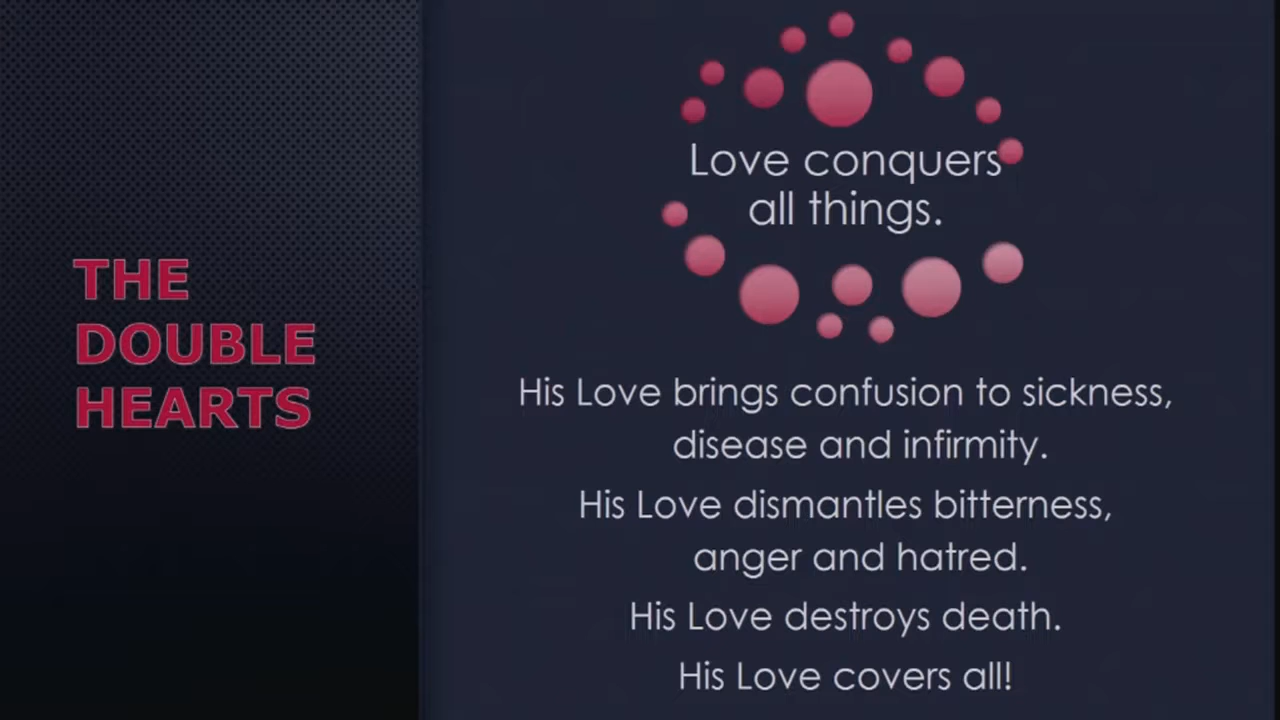 THE
DOUBLE
HEARTS
Love conquers
all things.
His Love brings confusion to sickness,
disease and infirmity.
His Love dismantles bitterness,
anger and hatred.
His Love destroys death.
His Love covers all!